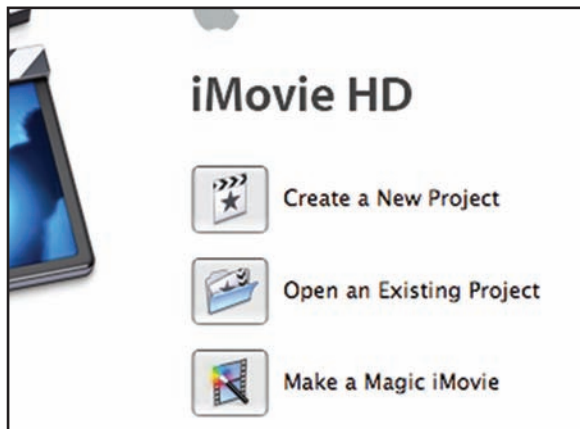 iMovie HD
Create a New Project
Open an Existing Project
Make a Magic iMovie